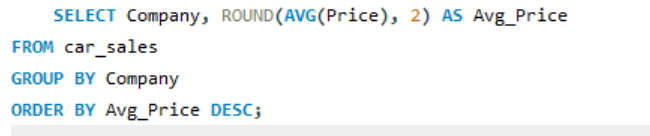 SELECT Company, ROUND(AVG(Price), 2) AS Avg_Price
FROM car_sales
GROUP BY Company
ORDER BY Avg_Price DESC;